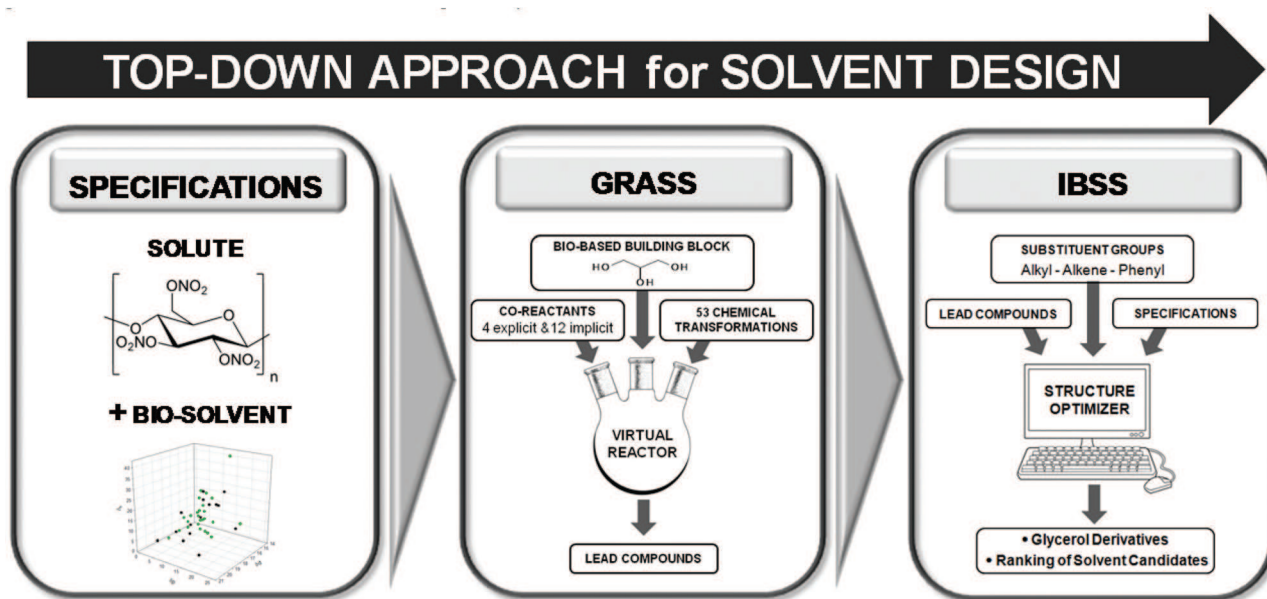 TOP-DOWN APPROACH for SOLVENT DESIGN
SPECIFICATIONS
SOLUTE
ONO2
O
O
O2NO
ONO2
n
+ BIO-SOLVENT
GRASS
BIO-BASED BUILDING BLOCK
HO
OH
OH
CO-REACTANTS
4 explicit & 12 implicit
53 CHEMICAL
TRANSFORMATIONS
VIRTUAL
REACTOR
LEAD COMPOUNDS
IBSS
SUBSTITUENT GROUPS
Alkyl - Alkene - Phenyl
LEAD COMPOUNDS
SPECIFICATIONS
STRUCTURE
OPTIMIZER
• Glycerol Derivatives
• Ranking of Solvent Candidates